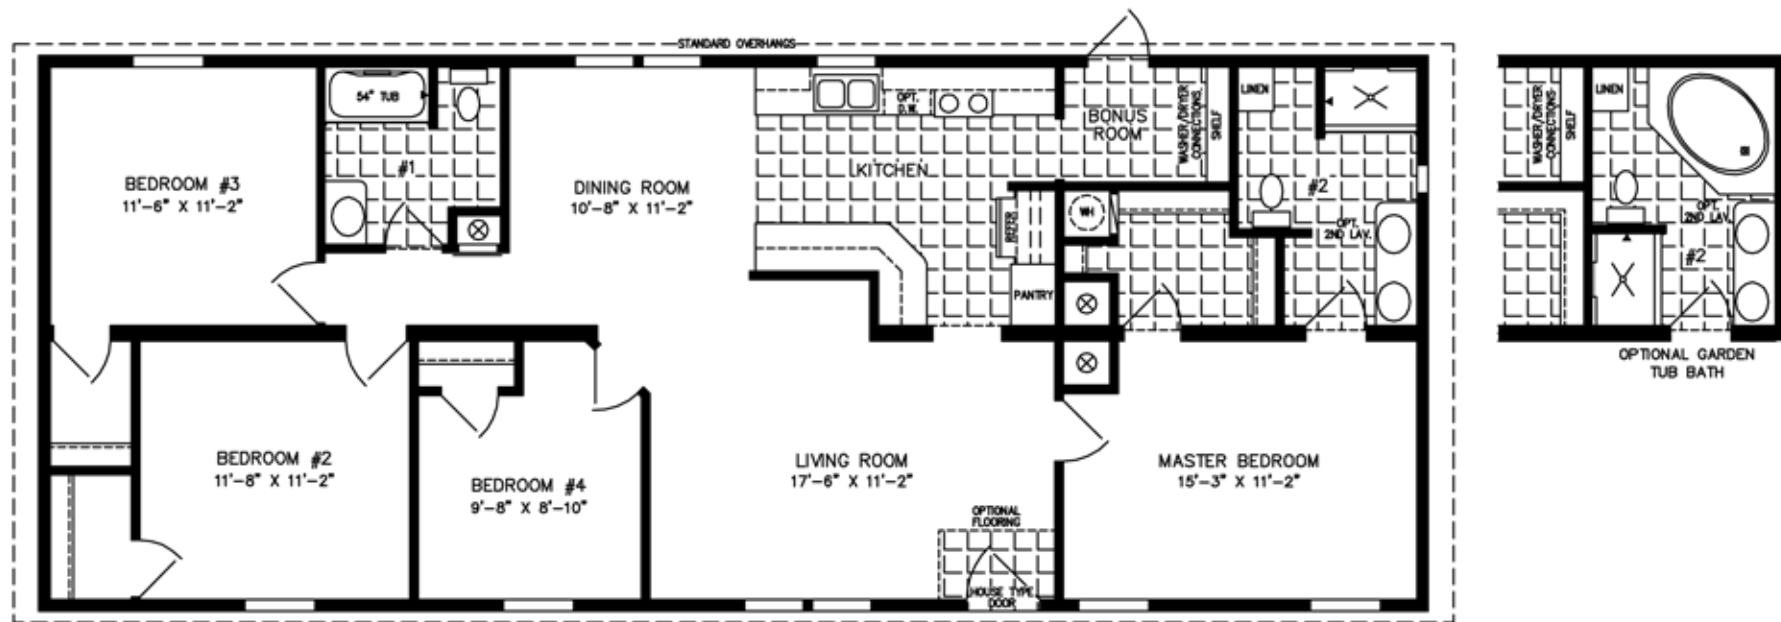 STANDARD OVERHANGS
54" TUB
#1
BEDROOM #3
11'-6" X 11'-2"
DINING ROOM
10'-8" X 11'-2"
OPT.
D.W.
KITCHEN
REFER
PANTRY
BONUS
ROOM
WASHER/DRYER
CONNECTIONS
SHELF
WH
LINEN
#2
OPT.
2ND LAV.
BEDROOM #2
11'-8" X 11'-2"
BEDROOM #4
9'-8" X 8'-10"
LIVING ROOM
17'-6" X 11'-2"
OPTIONAL
FLOORING
HOUSE TYPE
DOOR
MASTER BEDROOM
15'-3" X 11'-2"
WASHER/DRYER
CONNECTIONS
SHELF
LINEN
OPT.
2ND LAV.
#2
OPTIONAL GARDEN
TUB BATH